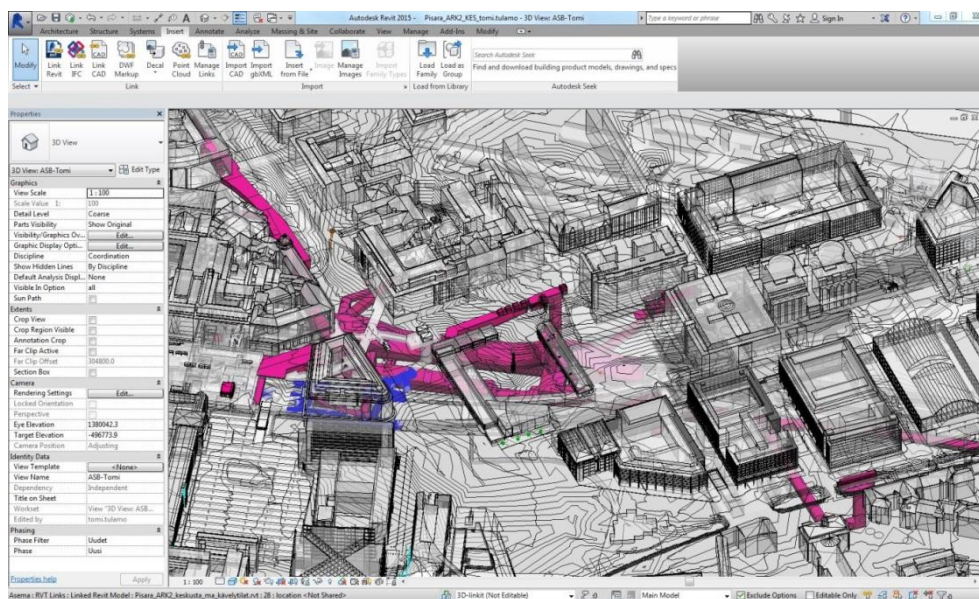 Autodesk Revit 2015 - Pisara_ARK2_KES_tomi.tulamo - 3D View: ASB-Tomi
Type a keyword or phrase
Sign In
Architecture Structure Systems Insert Annotate Analyze Massing & Site Collaborate View Manage Add-Ins Modify
Modify
Link Revit
Link IFC
Link CAD
DWF Markup
Decal
Point Cloud
Manage Links
Import CAD
Import gbXML
Insert from File
Image
Manage Images
Import Family Types
Load Family
Load as Group
Search Autodesk Seek
Find and download building product models, drawings, and specs
Select
Link
Import
Load from Library
Autodesk Seek
Properties
3D View
3D View: ASB-Tomi
Edit Type
Graphics
View Scale 1 : 100
Scale Value 1: 100
Detail Level Coarse
Parts Visibility Show Original
Visibility/Graphics Ov... Edit...
Graphic Display Opti... Edit...
Discipline Coordination
Show Hidden Lines By Discipline
Default Analysis Displ... None
Visible In Option all
Sun Path
Extents
Crop View
Crop Region Visible
Annotation Crop
Far Clip Active
Far Clip Offset 304800.0
Section Box
Camera
Rendering Settings Edit...
Locked Orientation
Perspective
Eye Elevation 1380042.3
Target Elevation -496773.9
Camera Position Adjusting
Identity Data
View Template <None>
View Name ASB-Tomi
Dependency Independent
Title on Sheet
Workset View "3D View: ASB...
Edited by tomi.tulamo
Phasing
Phase Filter Uudet
Phase Uusi
Properties help
Apply
1 : 100
Asema : RVT Links : Linked Revit Model : Pisara_ARK2_keskusta_ma_kävelytilat.rvt : 28 : location <Not Shared>
3D-linkit (Not Editable)
:0
Main Model
Exclude Options
Editable Only
:0